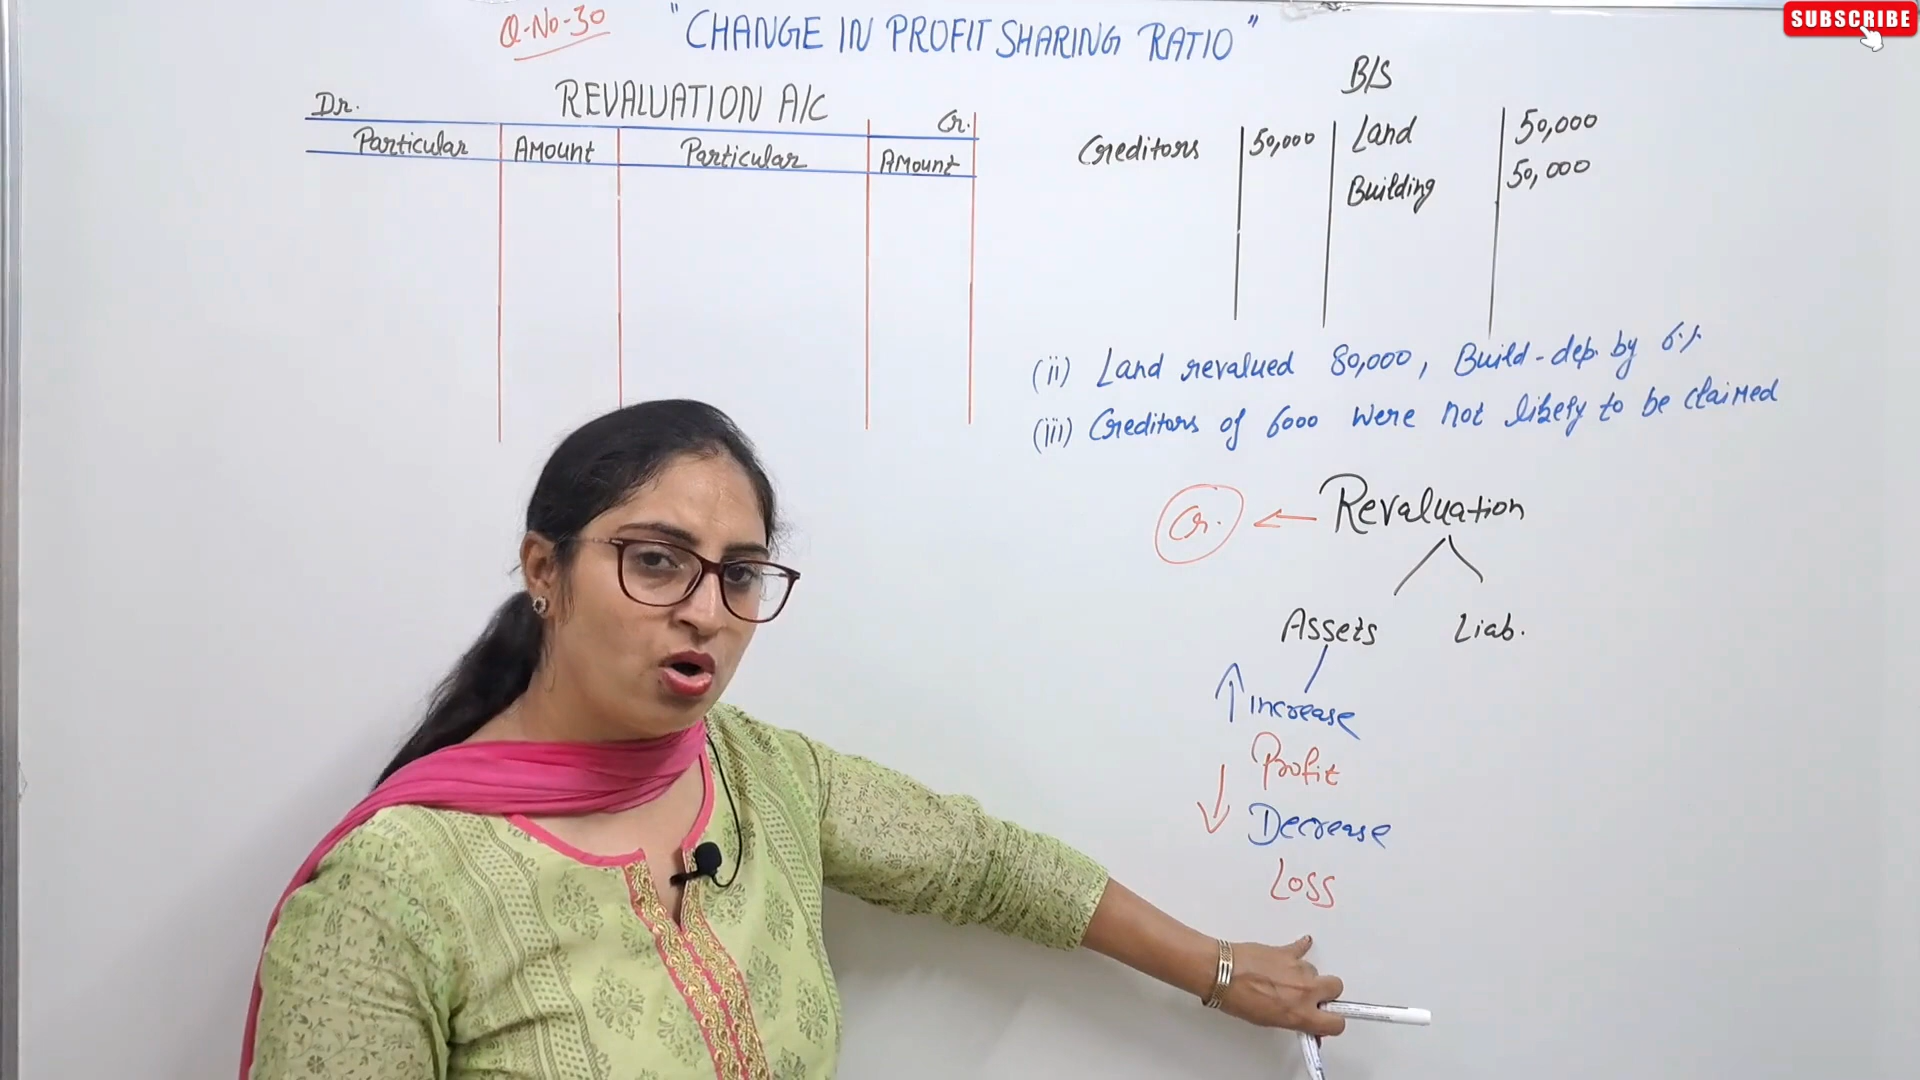 SUBSCRIBE
Q.No-30
"CHANGE IN PROFIT SHARING RATIO"
Dr. REVALUATION A/C Cr.
Particular Amount Particular Amount
B/S
Creditors 50,000 Land 50,000
Building 50,000
(ii) Land revalued 80,000, Build-dep. by 6%
(iii) Creditors of 6000 were not likely to be claimed
Cr. ← Revaluation
Assets Liab.
↑ Increase
Profit
↓ Decrease
Loss